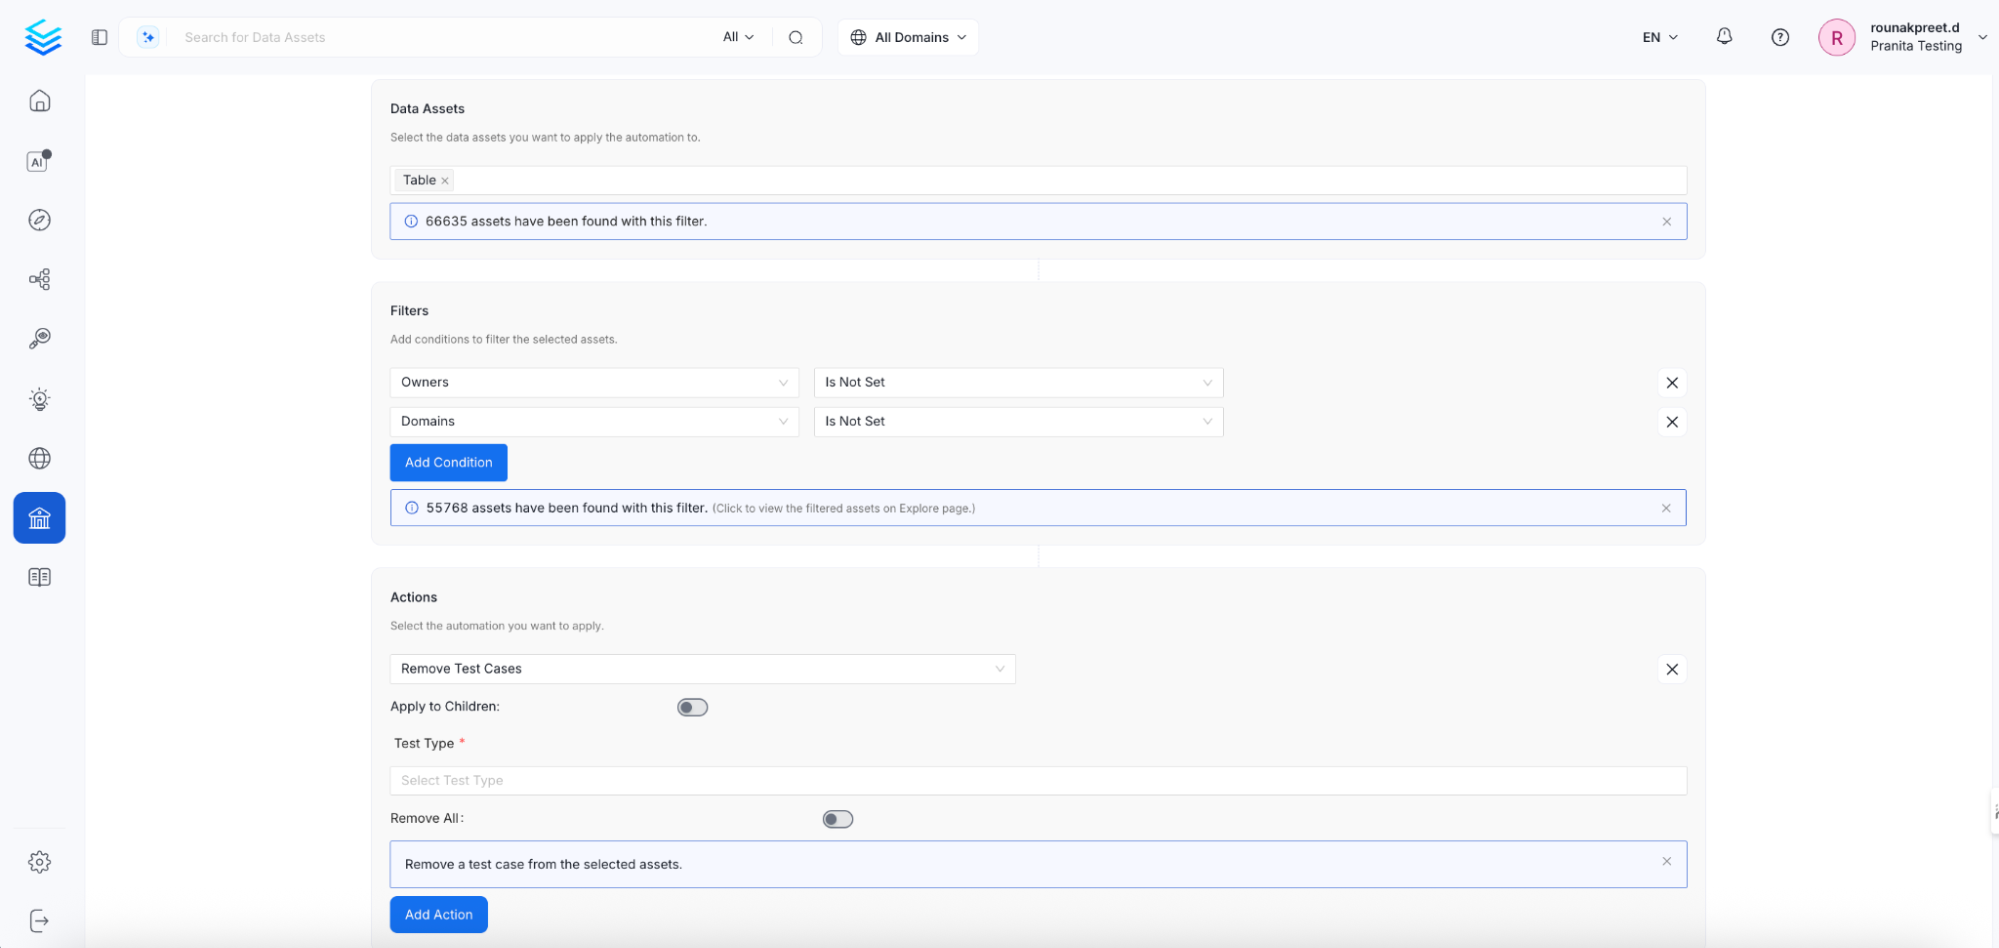 Search for Data Assets
All
All Domains
EN
R
rounakpreet.d
Pranita Testing
AI
Data Assets
Select the data assets you want to apply the automation to.
Table
66635 assets have been found with this filter.
Filters
Add conditions to filter the selected assets.
Owners
Is Not Set
Domains
Is Not Set
Add Condition
55768 assets have been found with this filter. (Click to view the filtered assets on Explore page.)
Actions
Select the automation you want to apply.
Remove Test Cases
Apply to Children:
Test Type *
Select Test Type
Remove All:
Remove a test case from the selected assets.
Add Action